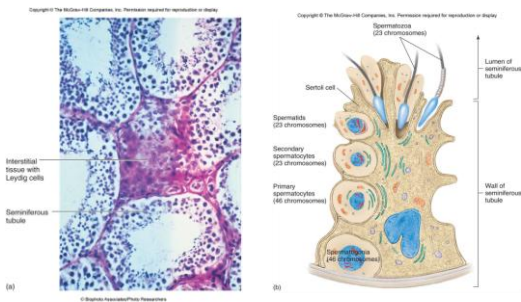 Copyright © The McGraw-Hill Companies, Inc. Permission required for reproduction or display
Interstitial
tissue with
Leydig cells
Seminiferous
tubule
(a)
© Biophoto Associates/Photo Researchers
Copyright © The McGraw-Hill Companies, Inc. Permission required for reproduction or display
Spermatozoa
(23 chromosomes)
Sertoli cell
Lumen of
seminiferous
tubule
Spermatids
(23 chromosomes)
Secondary
spermatocytes
(23 chromosomes)
Primary
spermatocytes
(46 chromosomes)
Wall of
seminiferous
tubule
Spermatogonia
(46 chromosomes)
(b)